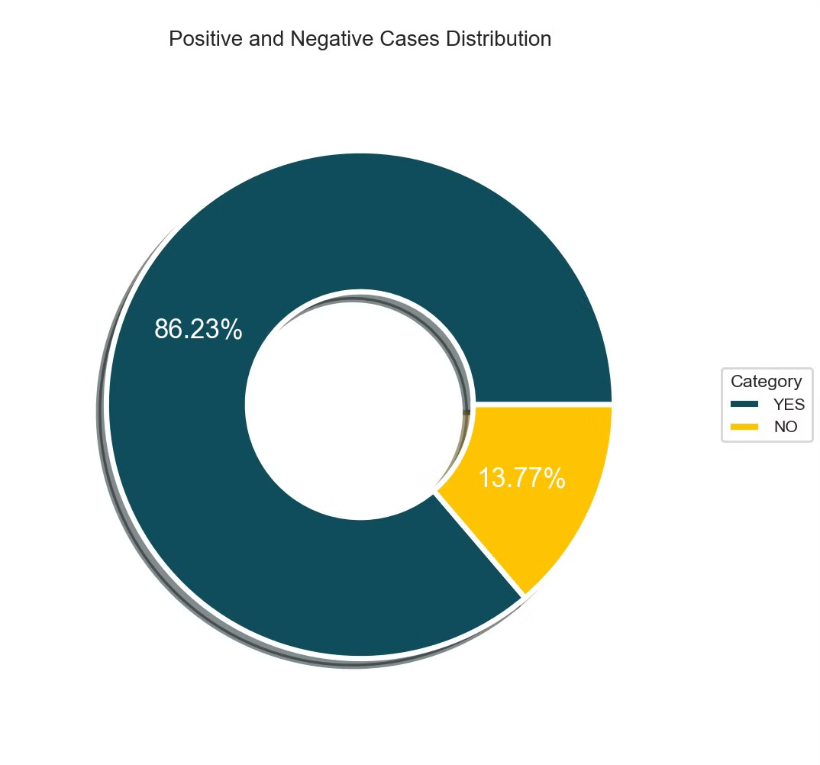 Positive and Negative Cases Distribution
86.23%
Category
YES
NO
13.77%